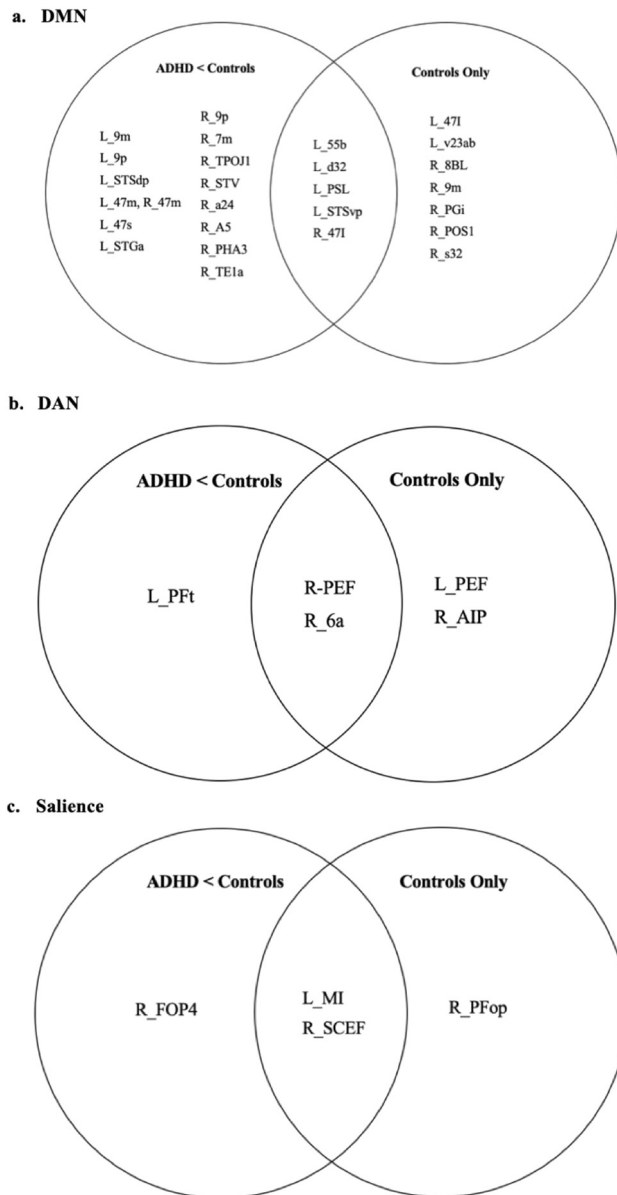 a. DMN
ADHD < Controls
Controls Only
L_9m
L_9p
L_STSdp
L_47m, R_47m
L_47s
L_STGa
R_9p
R_7m
R_TPOJ1
R_STV
R_a24
R_A5
R_PHA3
R_TE1a
L_55b
L_d32
L_PSL
L_STSvp
R_47I
L_47I
L_v23ab
R_8BL
R_9m
R_PGi
R_POS1
R_s32
b. DAN
ADHD < Controls
Controls Only
L_PFt
R-PEF
R_6a
L_PEF
R_AIP
c. Salience
ADHD < Controls
Controls Only
R_FOP4
L_MI
R_SCEF
R_PFop